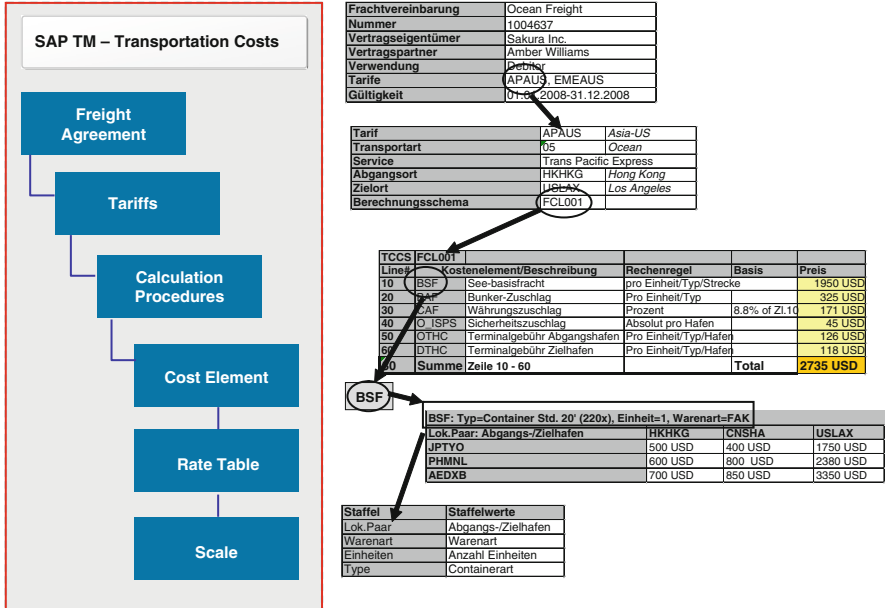 SAP TM – Transportation Costs
Freight
Agreement
Tariffs
Calculation
Procedures
Cost Element
Rate Table
Scale
Frachtvereinbarung Ocean Freight
Nummer 1004637
Vertragseigentümer Sakura Inc.
Vertragspartner Amber Williams
Verwendung Debitor
Tarife APAUS, EMEAUS
Gültigkeit 2008-31.12.2008
Tarif APAUS Asia-US
Transportart 05 Ocean
Service Trans Pacific Express
Abgangsort HKHKG Hong Kong
Zielort USLAX Los Angeles
Berechnungsschema FCL001
TCCS FCL001
Line# Kostenelement/Beschreibung Rechenregel Basis Preis
10 BSF See-basisfracht pro Einheit/Typ/Strecke 1950 USD
20 BAF Bunker-Zuschlag Pro Einheit/Typ 325 USD
30 CAF Währungszuschlag Prozent 8.8% of Zl.10 171 USD
40 O_ISPS Sicherheitszuschlag Absolut pro Hafen 45 USD
50 OTHC Terminalgebühr Abgangshafen Pro Einheit/Typ/Hafen 126 USD
60 DTHC Terminalgebühr Zielhafen Pro Einheit/Typ/Hafen 118 USD
Summe Zeile 10 - 60 Total 2735 USD
BSF
BSF: Typ=Container Std. 20' (220x), Einheit=1, Warenart=FAK
Lok.Paar: Abgangs-/Zielhafen HKHKG CNSHA USLAX
JPTYO 500 USD 400 USD 1750 USD
PHMNL 600 USD 800 USD 2380 USD
AEDXB 700 USD 850 USD 3350 USD
Staffel Staffelwerte
Lok.Paar Abgangs-/Zielhafen
Warenart Warenart
Einheiten Anzahl Einheiten
Type Containerart